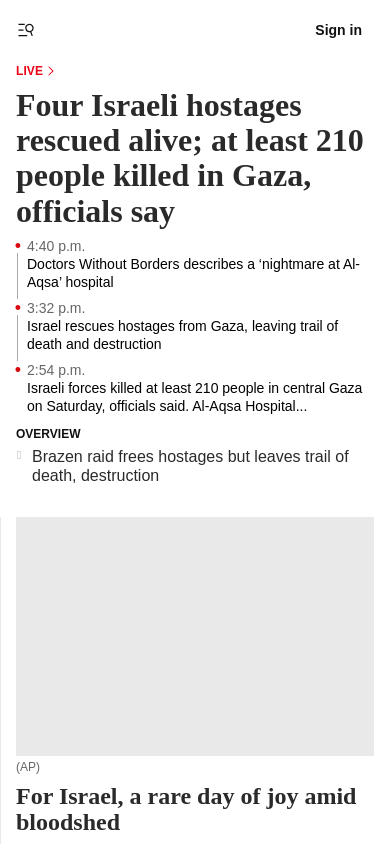 Sign in
LIVE
Four Israeli hostages
rescued alive; at least 210
people killed in Gaza,
officials say
4:40 p.m.
Doctors Without Borders describes a ‘nightmare at Al-
Aqsa’ hospital
3:32 p.m.
Israel rescues hostages from Gaza, leaving trail of
death and destruction
2:54 p.m.
Israeli forces killed at least 210 people in central Gaza
on Saturday, officials said. Al-Aqsa Hospital...
OVERVIEW
Brazen raid frees hostages but leaves trail of
death, destruction
(AP)
For Israel, a rare day of joy amid
bloodshed